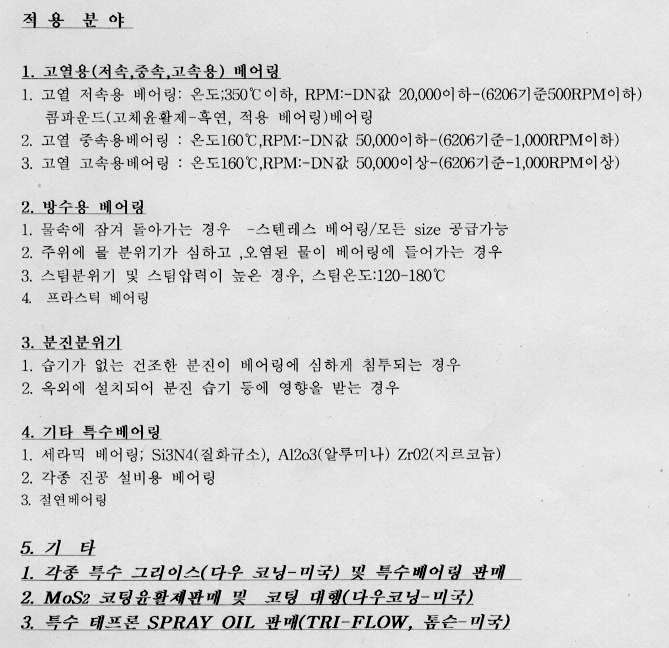 적 용 분 야
1. 고열용(저속,중속,고속용) 베어링
1. 고열 저속용 베어링: 온도;350℃이하, RPM:-DN값 20,000이하-(6206기준500RPM이하)
콤파운드(고체윤활제-흑연, 적용 베어링)베어링
2. 고열 중속용베어링 : 온도160℃,RPM:-DN값 50,000이하-(6206기준-1,000RPM이하)
3. 고열 고속용베어링 : 온도160℃,RPM:-DN값 50,000이상-(6206기준-1,000RPM이상)
2. 방수용 베어링
1. 물속에 잠겨 돌아가는 경우 -스텐레스 베어링/모든 size 공급가능
2. 주위에 물 분위기가 심하고 ,오염된 물이 베어링에 들어가는 경우
3. 스팀분위기 및 스팀압력이 높은 경우, 스팀온도:120-180℃
4. 프라스틱 베어링
3. 분진분위기
1. 습기가 없는 건조한 분진이 베어링에 심하게 침투되는 경우
2. 옥외에 설치되어 분진 습기 등에 영향을 받는 경우
4. 기타 특수베어링
1. 세라믹 베어링; Si3N4(질화규소), Al2o3(알루미나) Zr02(지르코늄)
2. 각종 진공 설비용 베어링
3. 절연베어링
5. 기 타
1. 각종 특수 그리이스(다우 코닝-미국) 및 특수베어링 판매
2. MoS2 코팅윤활제판매 및 코팅 대행(다우코닝-미국)
3. 특수 테프론 SPRAY OIL 판매(TRI-FLOW, 톰슨-미국)